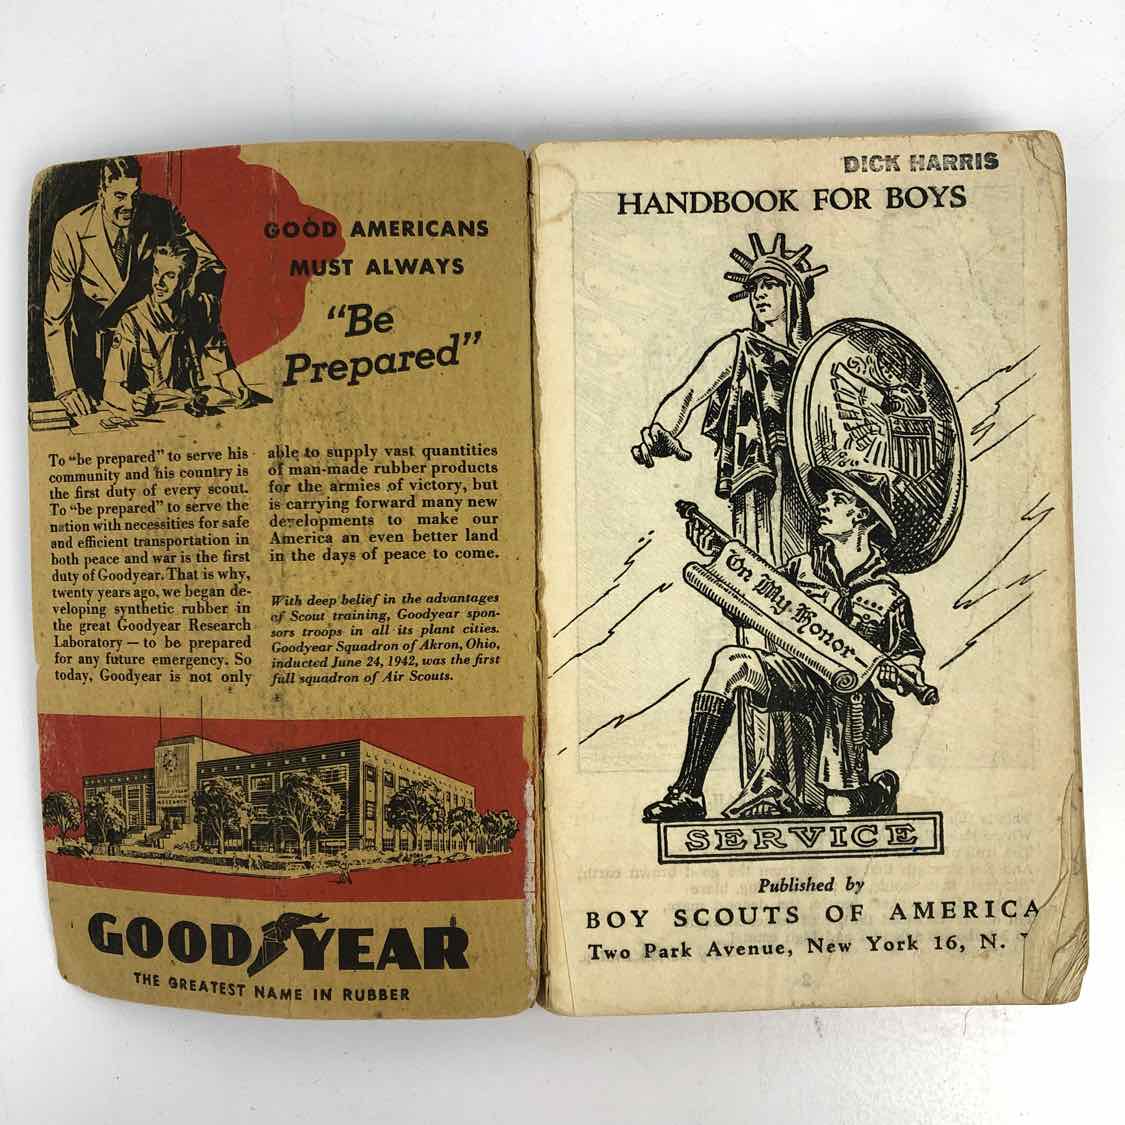 GOOD AMERICANS
MUST ALWAYS
"Be
Prepared"
To "be prepared" to serve his
community and his country is
the first duty of every scout.
To "be prepared" to serve the
nation with necessities for safe
and efficient transportation in
both peace and war is the first
duty of Goodyear. That is why,
twenty years ago, we began de-
veloping synthetic rubber in
the great Goodyear Research
Laboratory — to be prepared
for any future emergency. So
today, Goodyear is not only
able to supply vast quantities
of man-made rubber products
for the armies of victory, but
is carrying forward many new
developments to make our
America an even better land
in the days of peace to come.
With deep belief in the advantages
of Scout training, Goodyear spon-
sors troops in all its plant cities.
Goodyear Squadron of Akron, Ohio,
inducted June 24, 1942, was the first
full squadron of Air Scouts.
GOODYEAR
THE GREATEST NAME IN RUBBER
DICK HARRIS
HANDBOOK FOR BOYS
On My Honor—
SERVICE
Published by
BOY SCOUTS OF AMERICA
Two Park Avenue, New York 16, N.